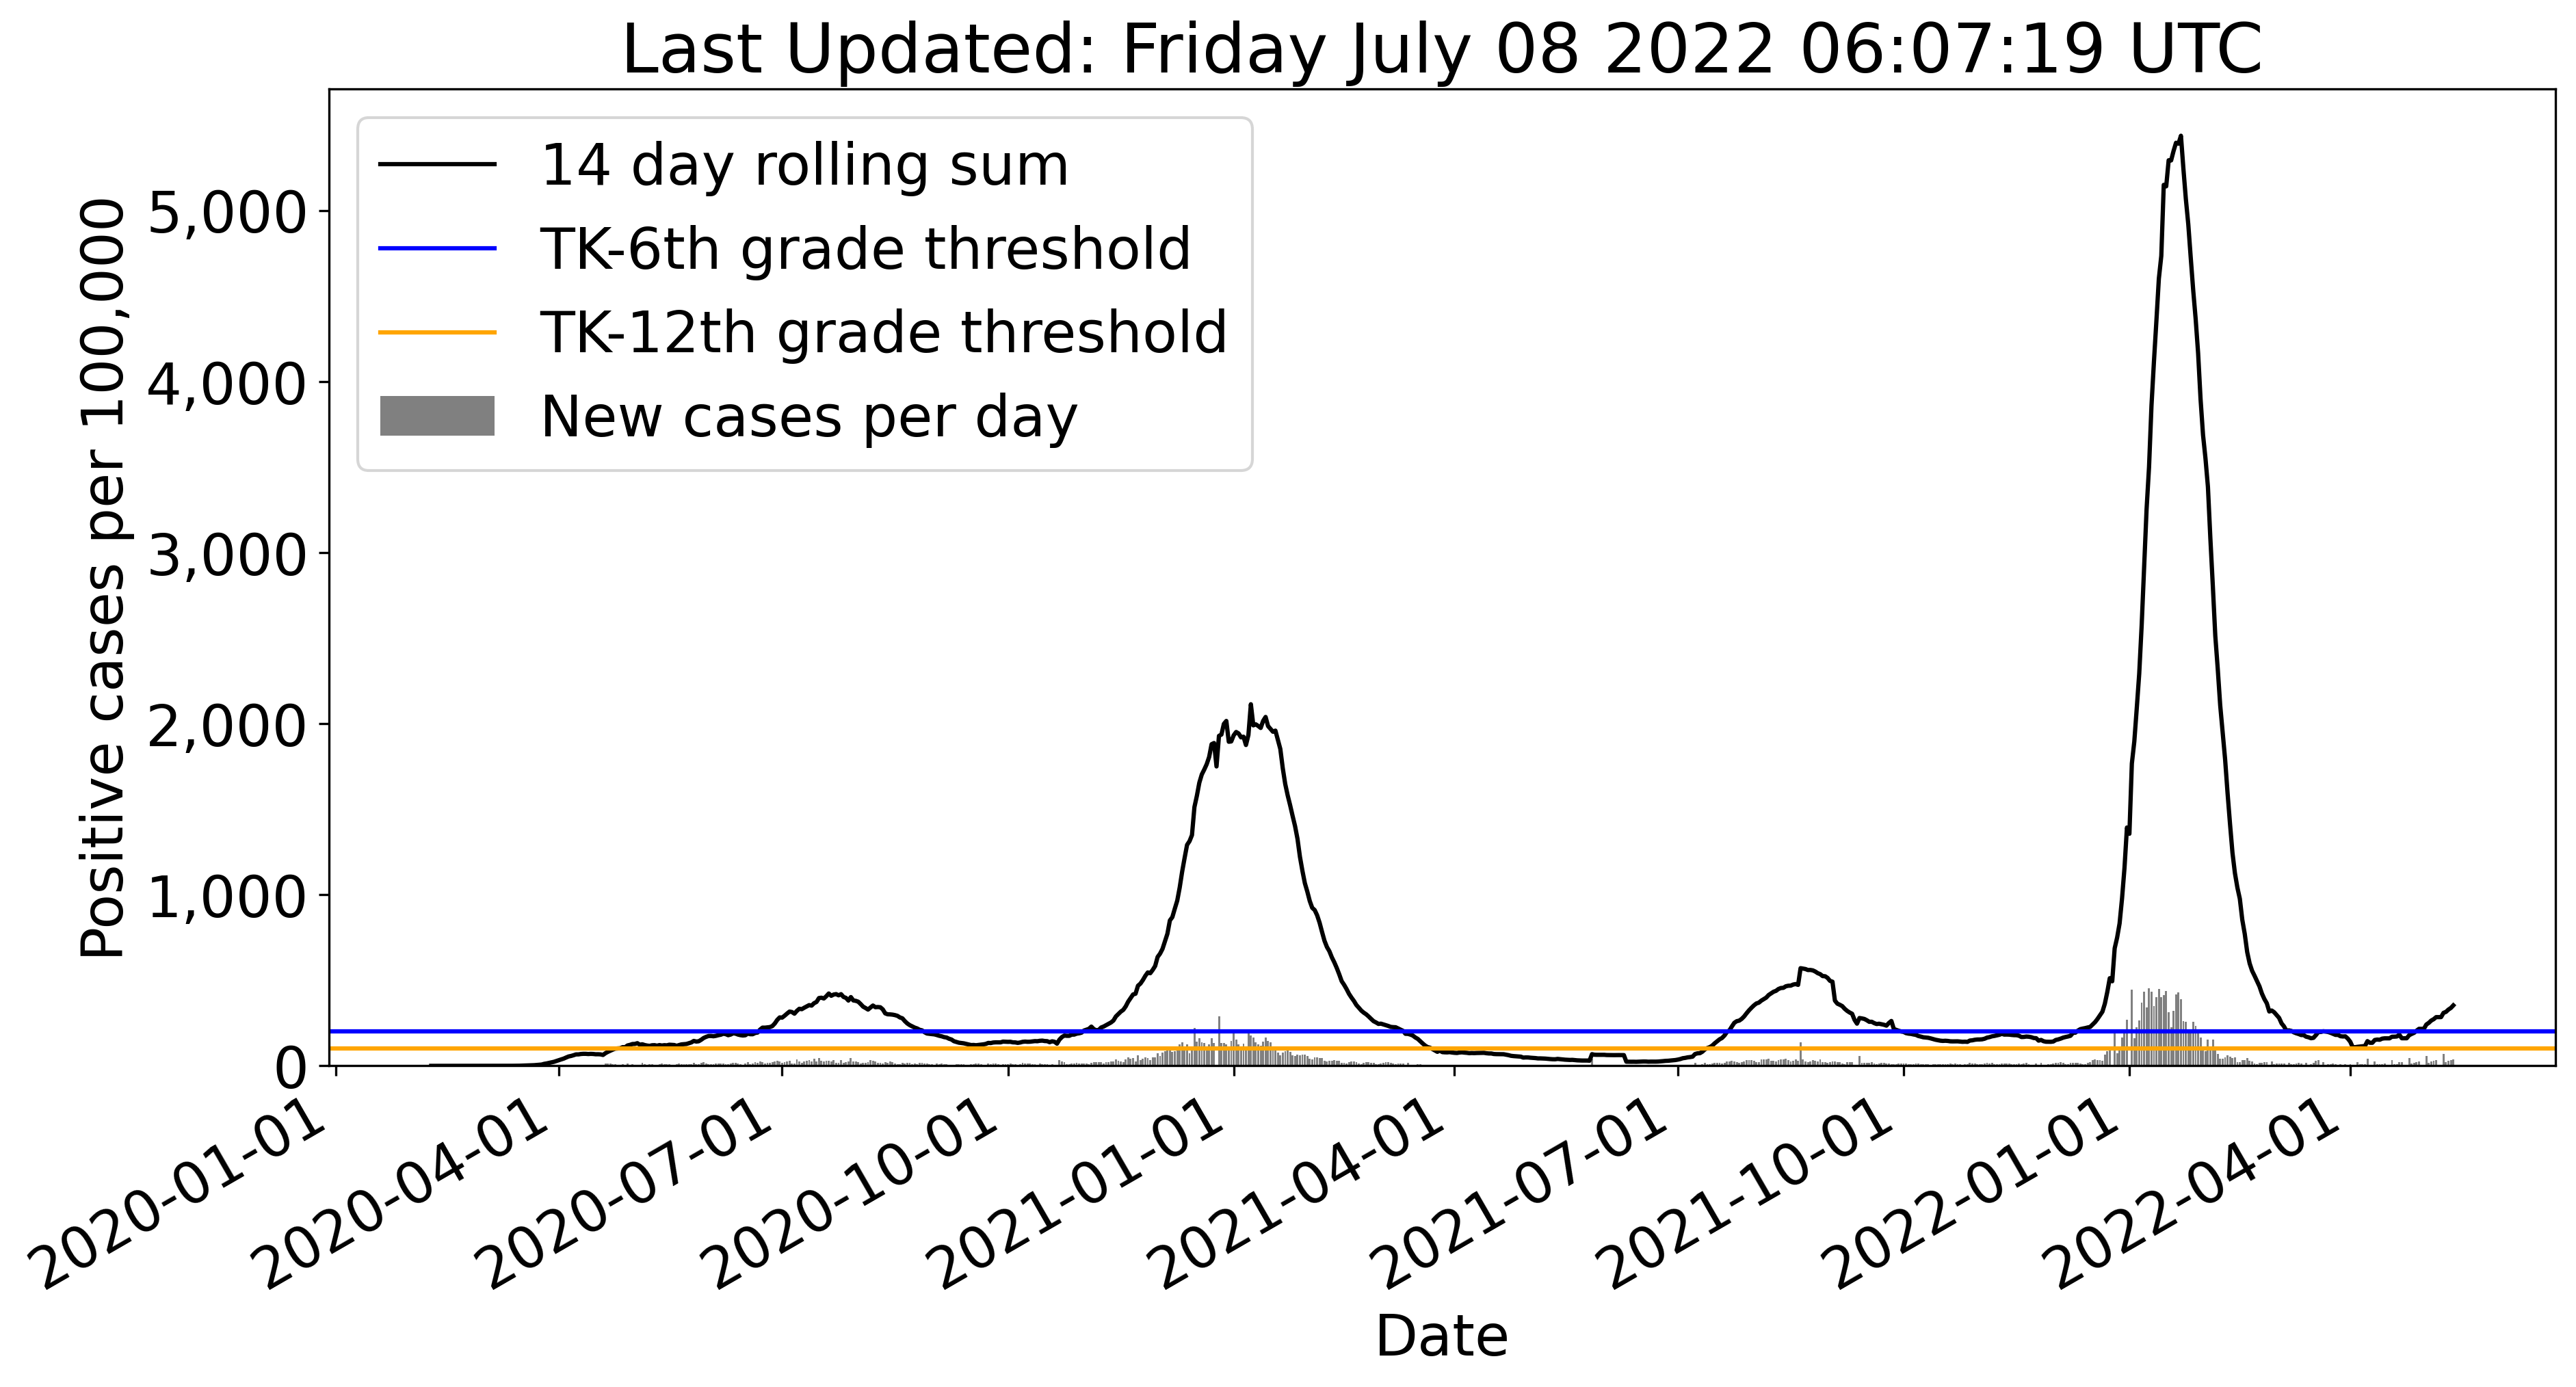 Last Updated: Friday July 08 2022 06:07:19 UTC
14 day rolling sum
TK-6th grade threshold
TK-12th grade threshold
New cases per day
Positive cases per 100,000
5,000
4,000
3,000
2,000
1,000
0
2020-01-01
2020-04-01
2020-07-01
2020-10-01
2021-01-01
2021-04-01
2021-07-01
2021-10-01
2022-01-01
2022-04-01
Date